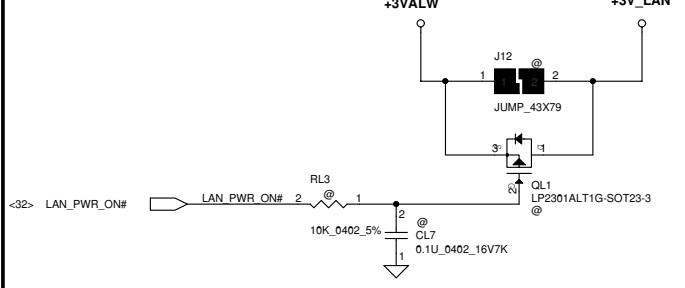 +3VALW +3V_LAN
J12 @
1 1 2 2
JUMP_43X79
3 S D 1
G 2
QL1
LP2301ALT1G-SOT23-3
@
RL3
@
<32> LAN_PWR_ON# LAN_PWR_ON# 2 1
10K_0402_5%
2 @
CL7
0.1U_0402_16V7K
1